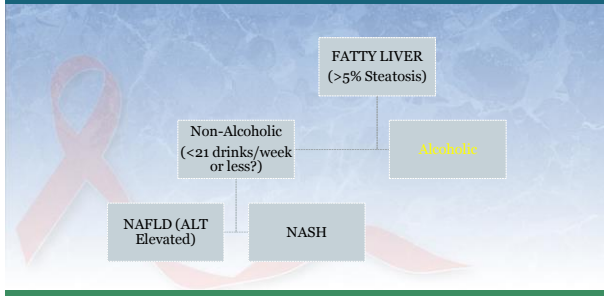 FATTY LIVER
(>5% Steatosis)
Non-Alcoholic
(<21 drinks/week
or less?)
Alcoholic
NAFLD (ALT
Elevated)
NASH